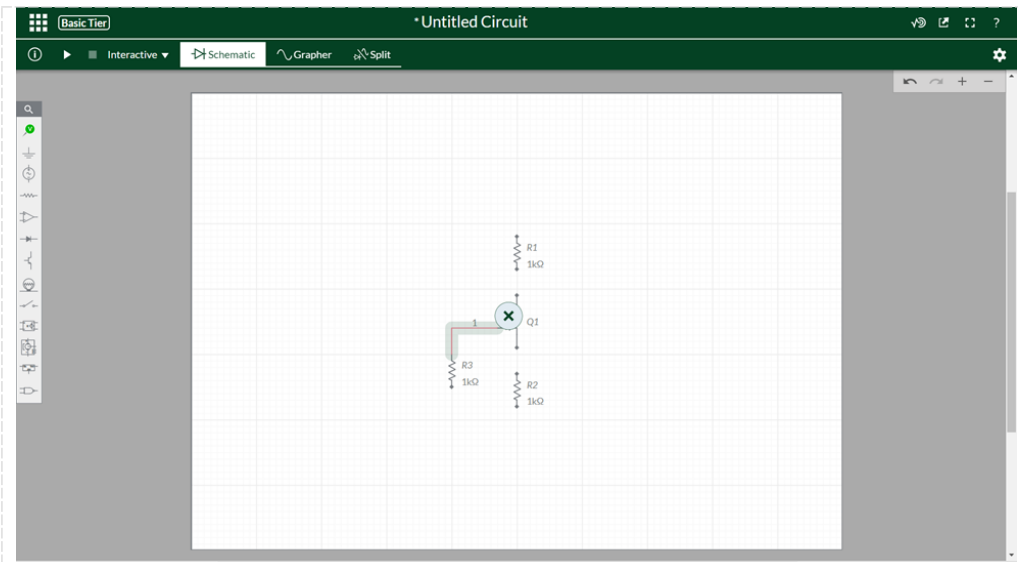 Basic Tier
*Untitled Circuit
?
Interactive
Schematic
Grapher
Split
V
R1
1kΩ
1
Q1
R3
1kΩ
R2
1kΩ